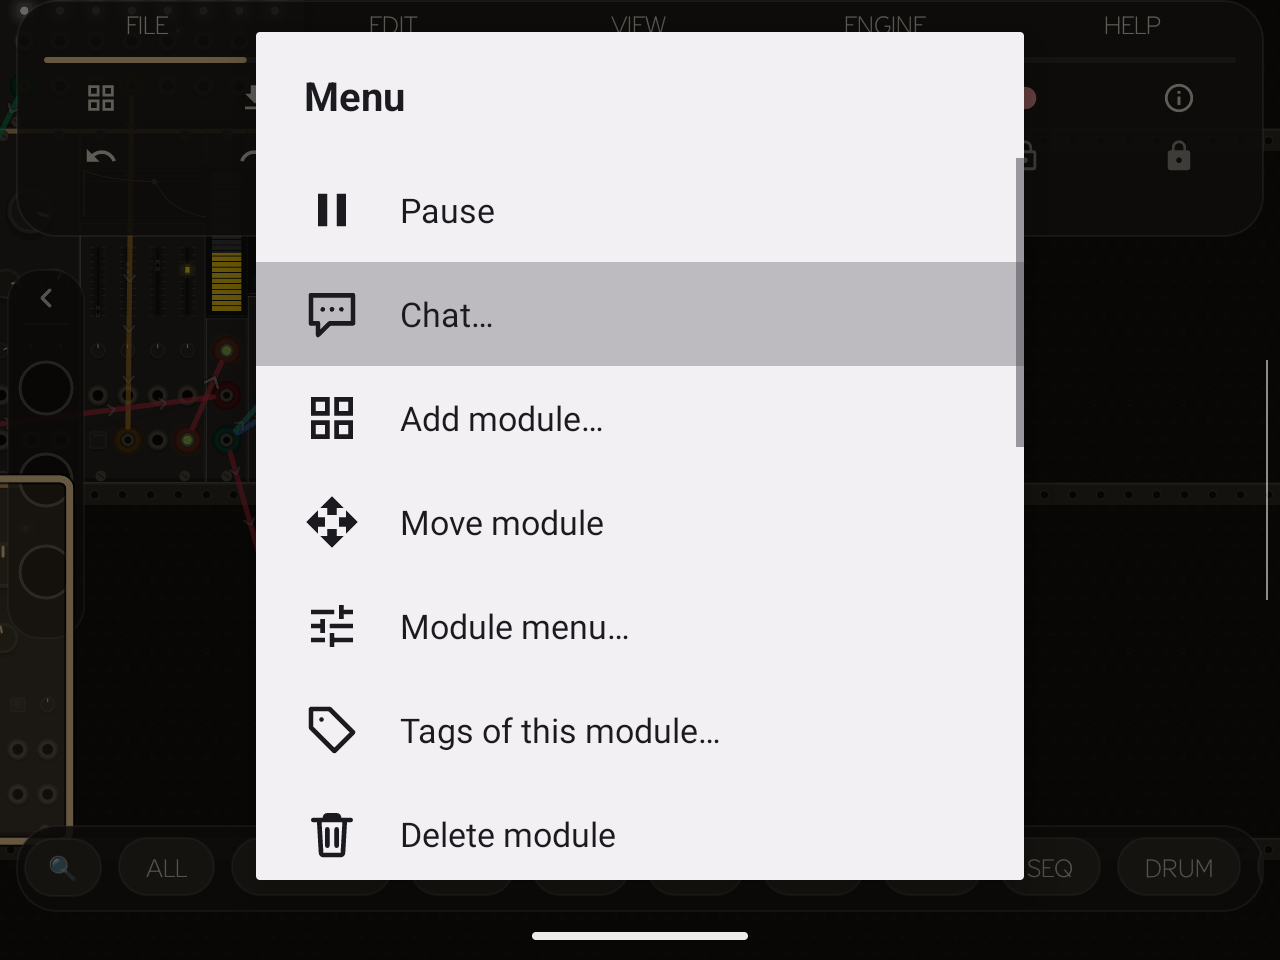 FILE
EDIT
VIEW
ENGINE
HELP
Menu
Pause
Chat…
Add module…
Move module
Module menu…
Tags of this module…
Delete module
ALL
SEQ
DRUM